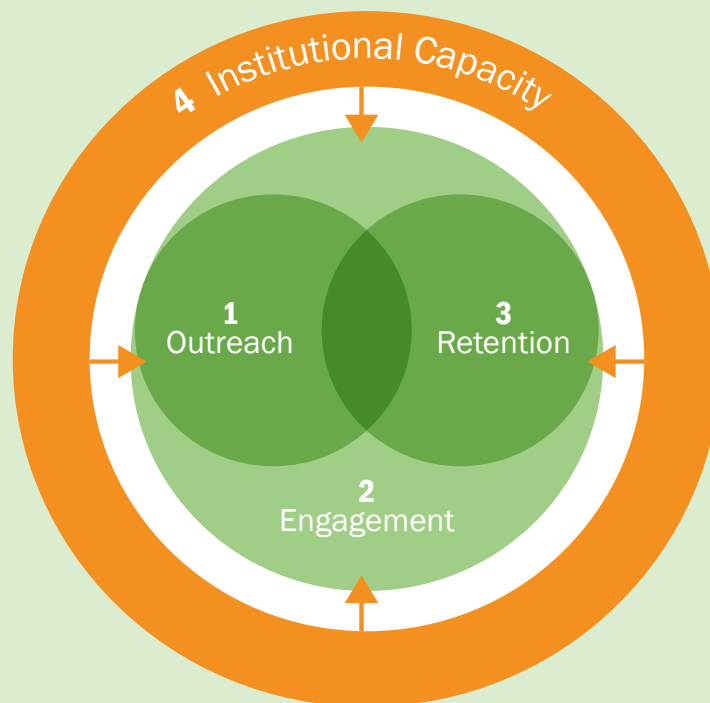 4 Institutional Capacity
1
Outreach
3
Retention
2
Engagement